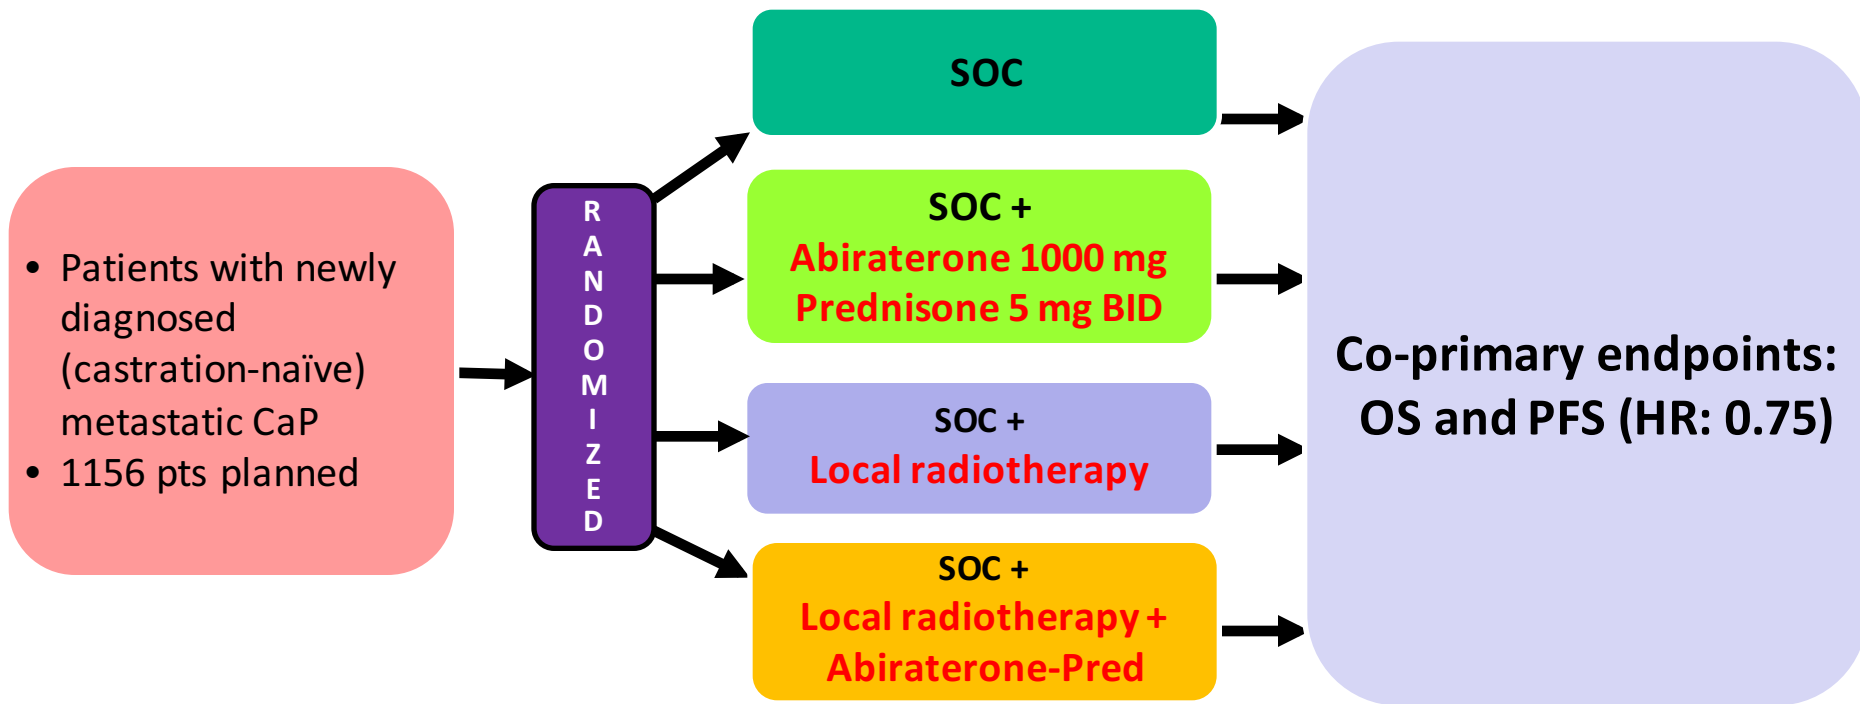 • Patients with newly
diagnosed
(castration-naïve)
metastatic CaP
• 1156 pts planned
RANDOMIZED
SOC
SOC +
Abiraterone 1000 mg
Prednisone 5 mg BID
SOC +
Local radiotherapy
SOC +
Local radiotherapy +
Abiraterone-Pred
Co-primary endpoints:
OS and PFS (HR: 0.75)